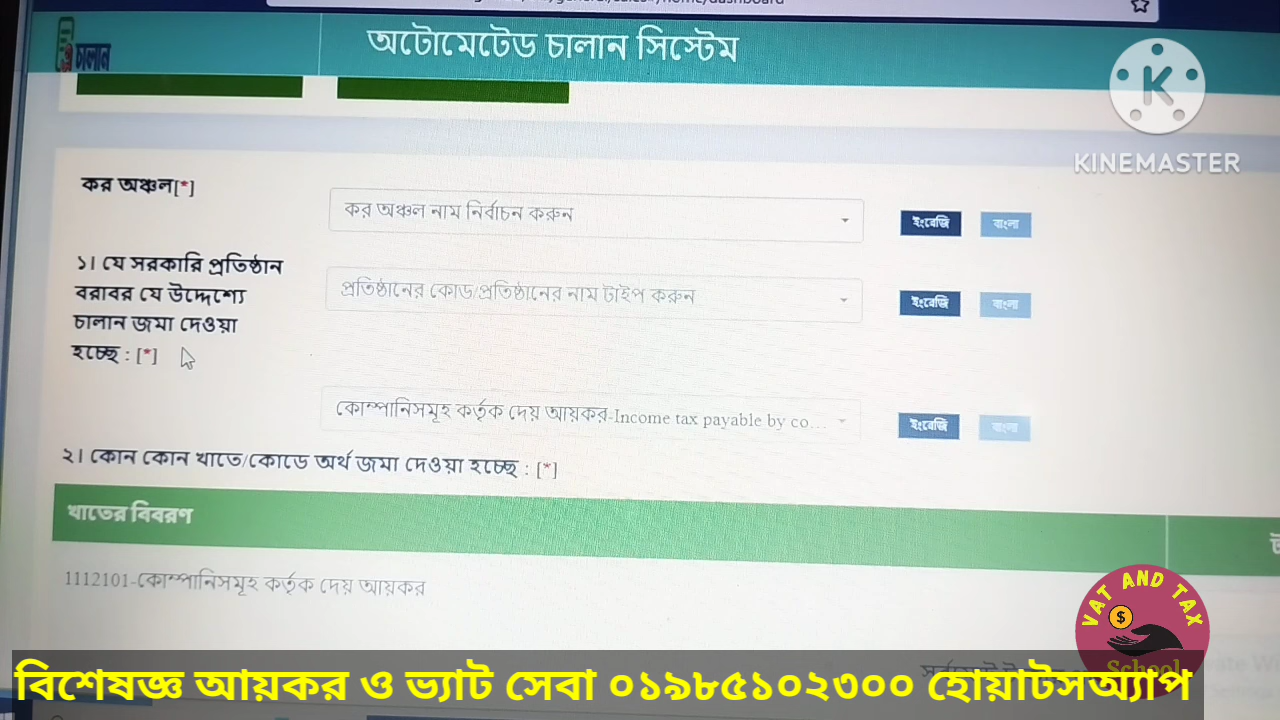 চালান
অটোমেটেড চালান সিস্টেম
KINEMASTER
কর অঞ্চল[*]
কর অঞ্চল নাম নির্বাচন করুন
ইংরেজি
বাংলা
১। যে সরকারি প্রতিষ্ঠান
বরাবর যে উদ্দেশ্যে
চালান জমা দেওয়া
হচ্ছে : [*]
প্রতিষ্ঠানের কোড/প্রতিষ্ঠানের নাম টাইপ করুন
ইংরেজি
বাংলা
কোম্পানিসমূহ কর্তৃক দেয় আয়কর-Income tax payable by co...
ইংরেজি
বাংলা
২। কোন কোন খাতে/কোডে অর্থ জমা দেওয়া হচ্ছে : [*]
খাতের বিবরণ
1112101-কোম্পানিসমূহ কর্তৃক দেয় আয়কর
VAT AND TAX
$
School
বিশেষজ্ঞ আয়কর ও ভ্যাট সেবা ০১৯৮৫১০২৩০০ হোয়াটসঅ্যাপ